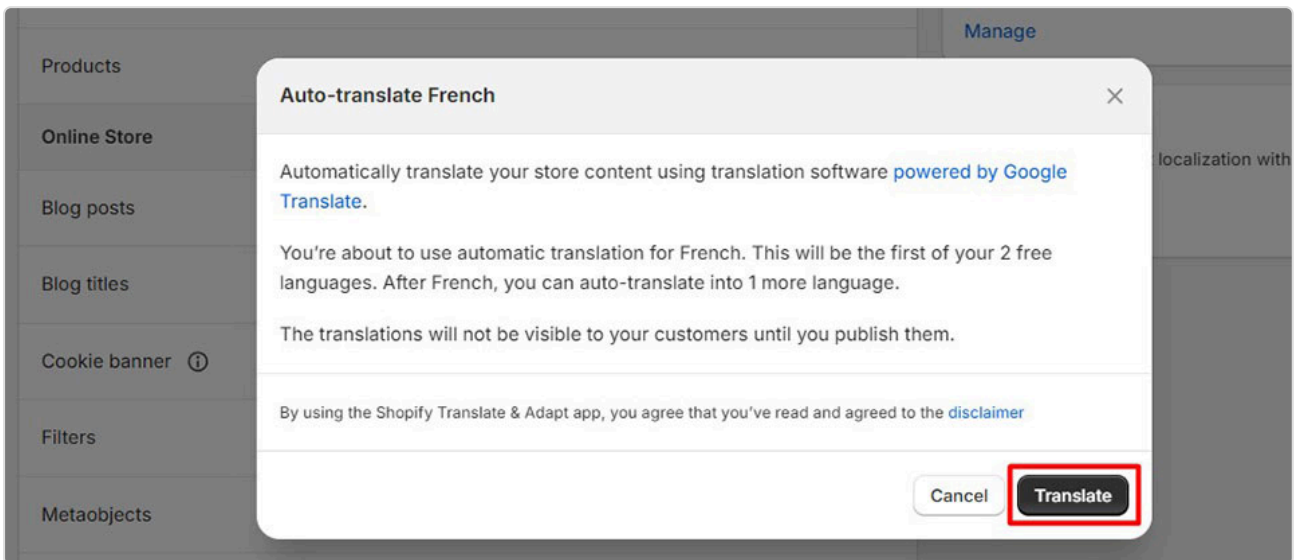 Manage
Products
Auto-translate French
Online Store
Automatically translate your store content using translation software powered by Google
Translate.
localization with
Blog posts
You're about to use automatic translation for French. This will be the first of your 2 free
languages. After French, you can auto-translate into 1 more language.
Blog titles
The translations will not be visible to your customers until you publish them.
Cookie banner
By using the Shopify Translate & Adapt app, you agree that you've read and agreed to the disclaimer
Filters
Cancel
Translate
Metaobjects